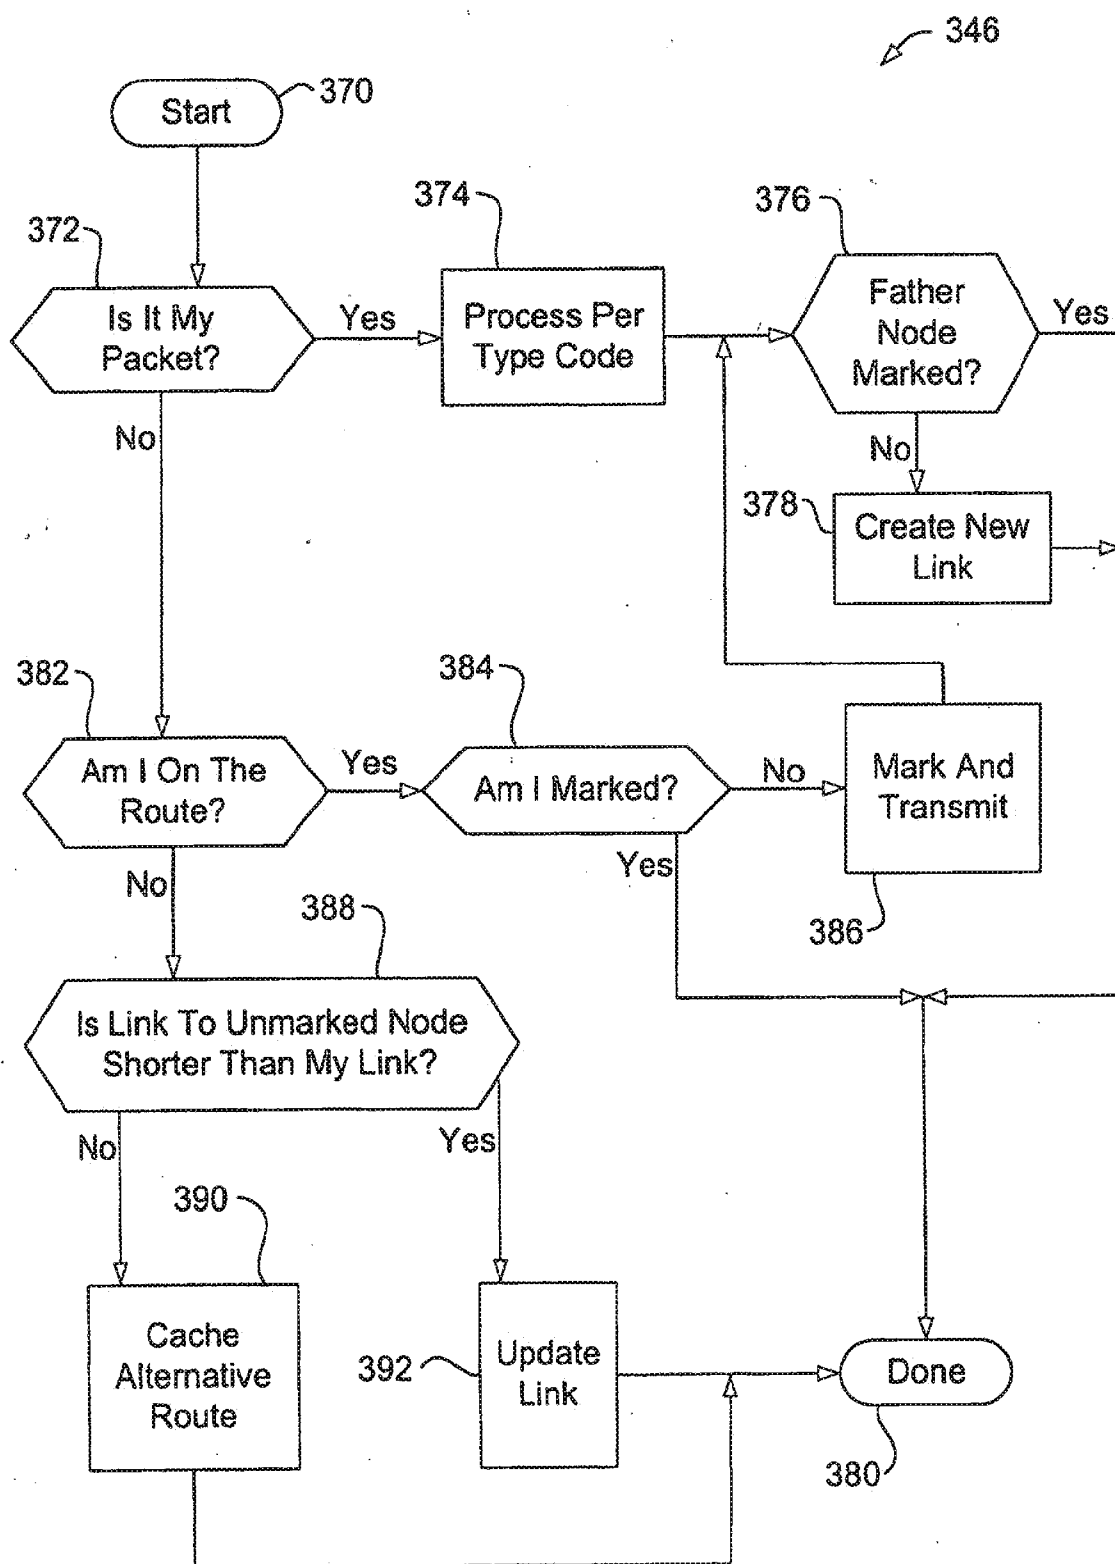 346
Start
370
372
Is It My
Packet?
Yes
374
Process Per
Type Code
376
Father
Node
Marked?
Yes
No
No
378
Create New
Link
382
Am I On The
Route?
Yes
384
Am I Marked?
No
Mark And
Transmit
386
Yes
No
388
Is Link To Unmarked Node
Shorter Than My Link?
No
Yes
390
Cache
Alternative
Route
392
Update
Link
Done
380